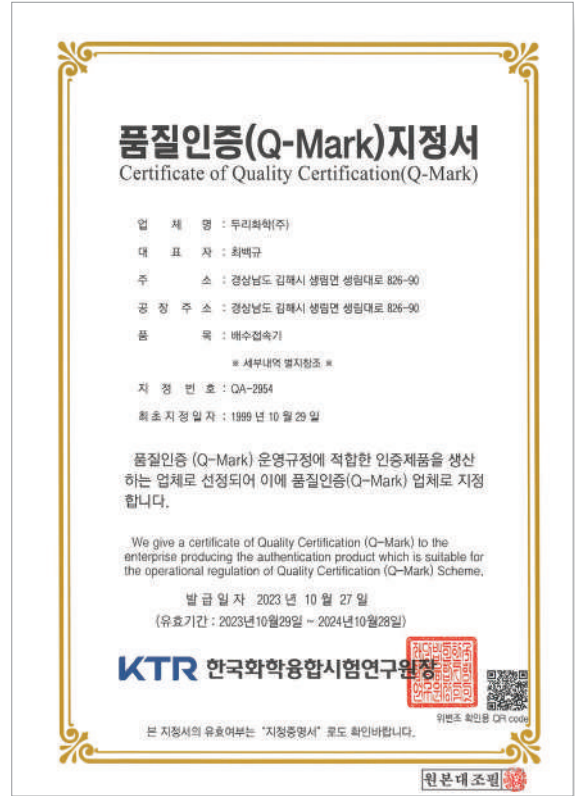 품질인증(Q-Mark)지정서
Certificate of Quality Certification(Q-Mark)
업 체 명 : 두리화학(주)
대 표 자 : 최백규
주 소 : 경상남도 김해시 생림면 생림대로 826-90
공 장 주 소 : 경상남도 김해시 생림면 생림대로 826-90
품 목 : 배수접속기
※ 세부내역 별지참조 ※
지 정 번 호 : QA-2954
최초지정일자 : 1999 년 10 월 29 일
품질인증 (Q-Mark) 운영규정에 적합한 인증제품을 생산
하는 업체로 선정되어 이에 품질인증(Q-Mark) 업체로 지정
합니다.
We give a certificate of Quality Certification (Q-Mark) to the
enterprise producing the authentication product which is suitable for
the operational regulation of Quality Certification (Q-Mark) Scheme.
발급일자 2023 년 10 월 27 일
(유효기간 : 2023년10월29일 ~ 2024년10월28일)
KTR 한국화학융합시험연구원장
위변조 확인용 QR code
본 지정서의 유효여부는 "지정증명서" 로도 확인바랍니다.
원본대조필